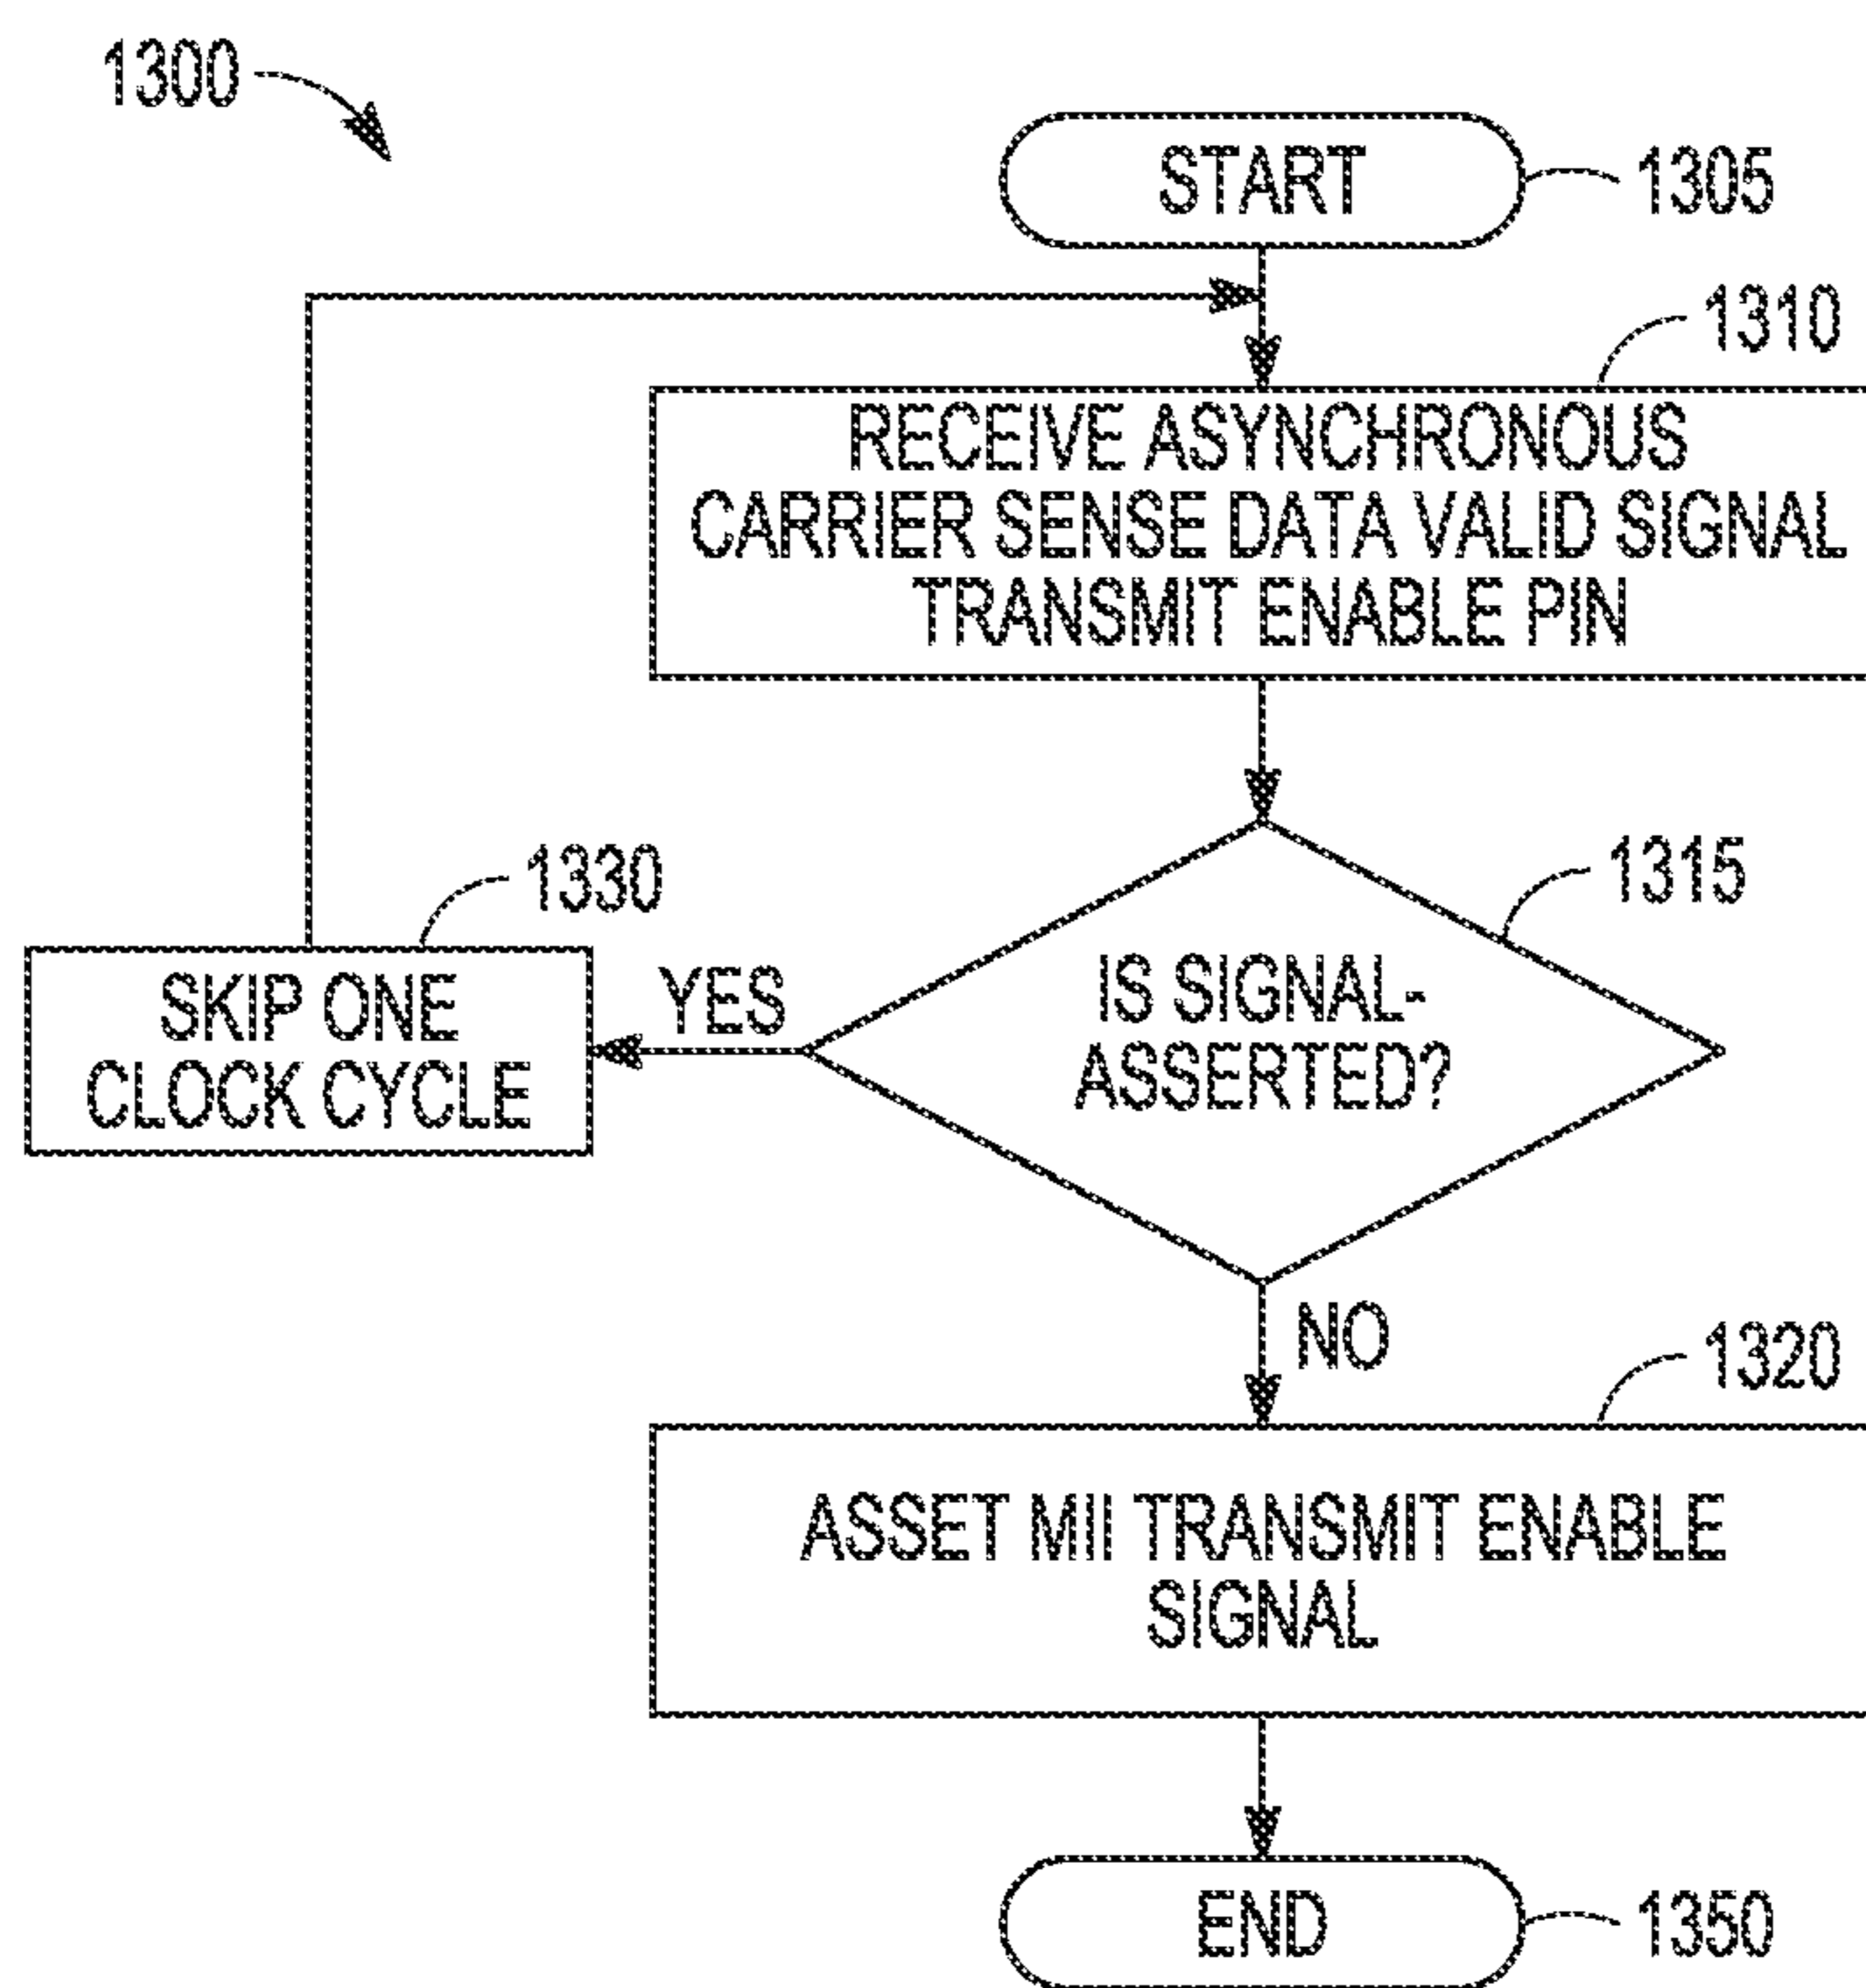 1300
START
1305
1310
RECEIVE ASYNCHRONOUS
CARRIER SENSE DATA VALID SIGNAL
TRANSMIT ENABLE PIN
1315
IS SIGNAL-
ASSERTED?
YES
1330
SKIP ONE
CLOCK CYCLE
NO
1320
ASSET MII TRANSMIT ENABLE
SIGNAL
END
1350